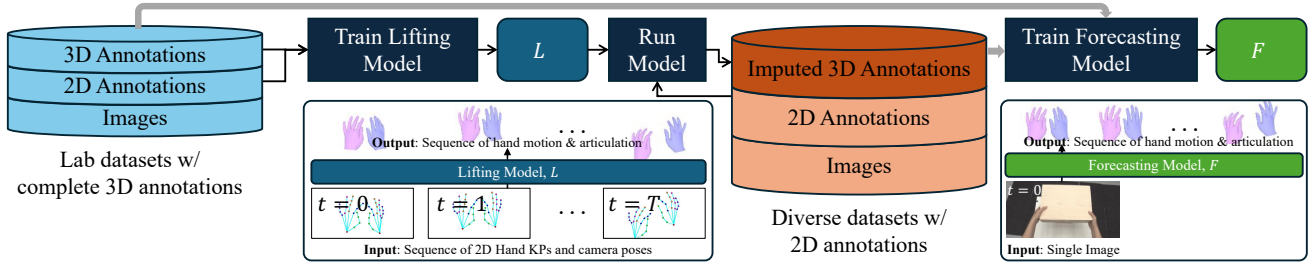 3D Annotations
2D Annotations
Images
Lab datasets w/
complete 3D annotations
Train Lifting
Model
L
Run
Model
Imputed 3D Annotations
2D Annotations
Images
Diverse datasets w/
2D annotations
Train Forecasting
Model
F
. . .
Output: Sequence of hand motion & articulation
Lifting Model, L
t = 0
t = 1
. . .
t = T
Input: Sequence of 2D Hand KPs and camera poses
. . .
Output: Sequence of hand motion & articulation
Forecasting Model, F
t = 0
Input: Single Image